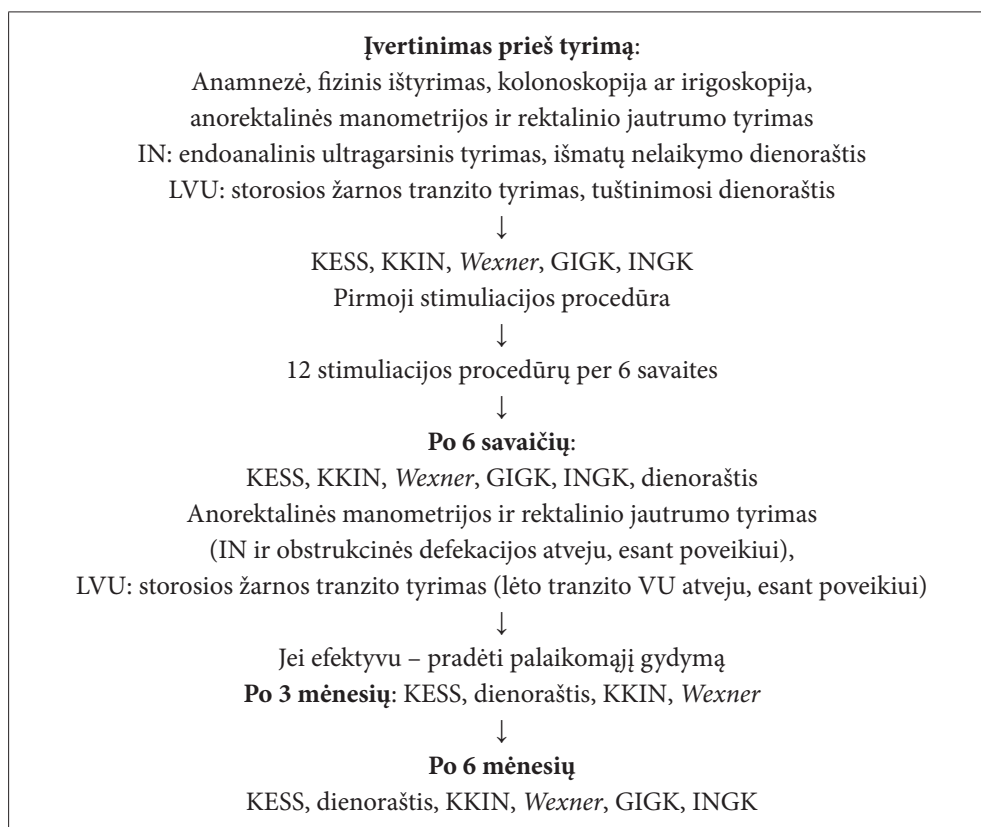 Įvertinimas prieš tyrimą:
Anamnezė, fizinis ištyrimas, kolonoskopija ar irigoskopija,
anorektalinės manometrijos ir rektalinio jautrumo tyrimas
IN: endoanalinis ultragarsinis tyrimas, išmatų nelaikymo dienoraštis
LVU: storosios žarnos tranzito tyrimas, tuštinimosi dienoraštis
↓
KESS, KKIN, Wexner, GIGK, INGK
Pirmoji stimuliacijos procedūra
↓
12 stimuliacijos procedūrų per 6 savaites
↓
Po 6 savaičių:
KESS, KKIN, Wexner, GIGK, INGK, dienoraštis
Anorektalinės manometrijos ir rektalinio jautrumo tyrimas
(IN ir obstrukcinės defekacijos atveju, esant poveikiui),
LVU: storosios žarnos tranzito tyrimas (lėto tranzito VU atveju, esant poveikiui)
↓
Jei efektyvu – pradėti palaikomąjį gydymą
Po 3 mėnesių: KESS, dienoraštis, KKIN, Wexner
↓
Po 6 mėnesių
KESS, dienoraštis, KKIN, Wexner, GIGK, INGK